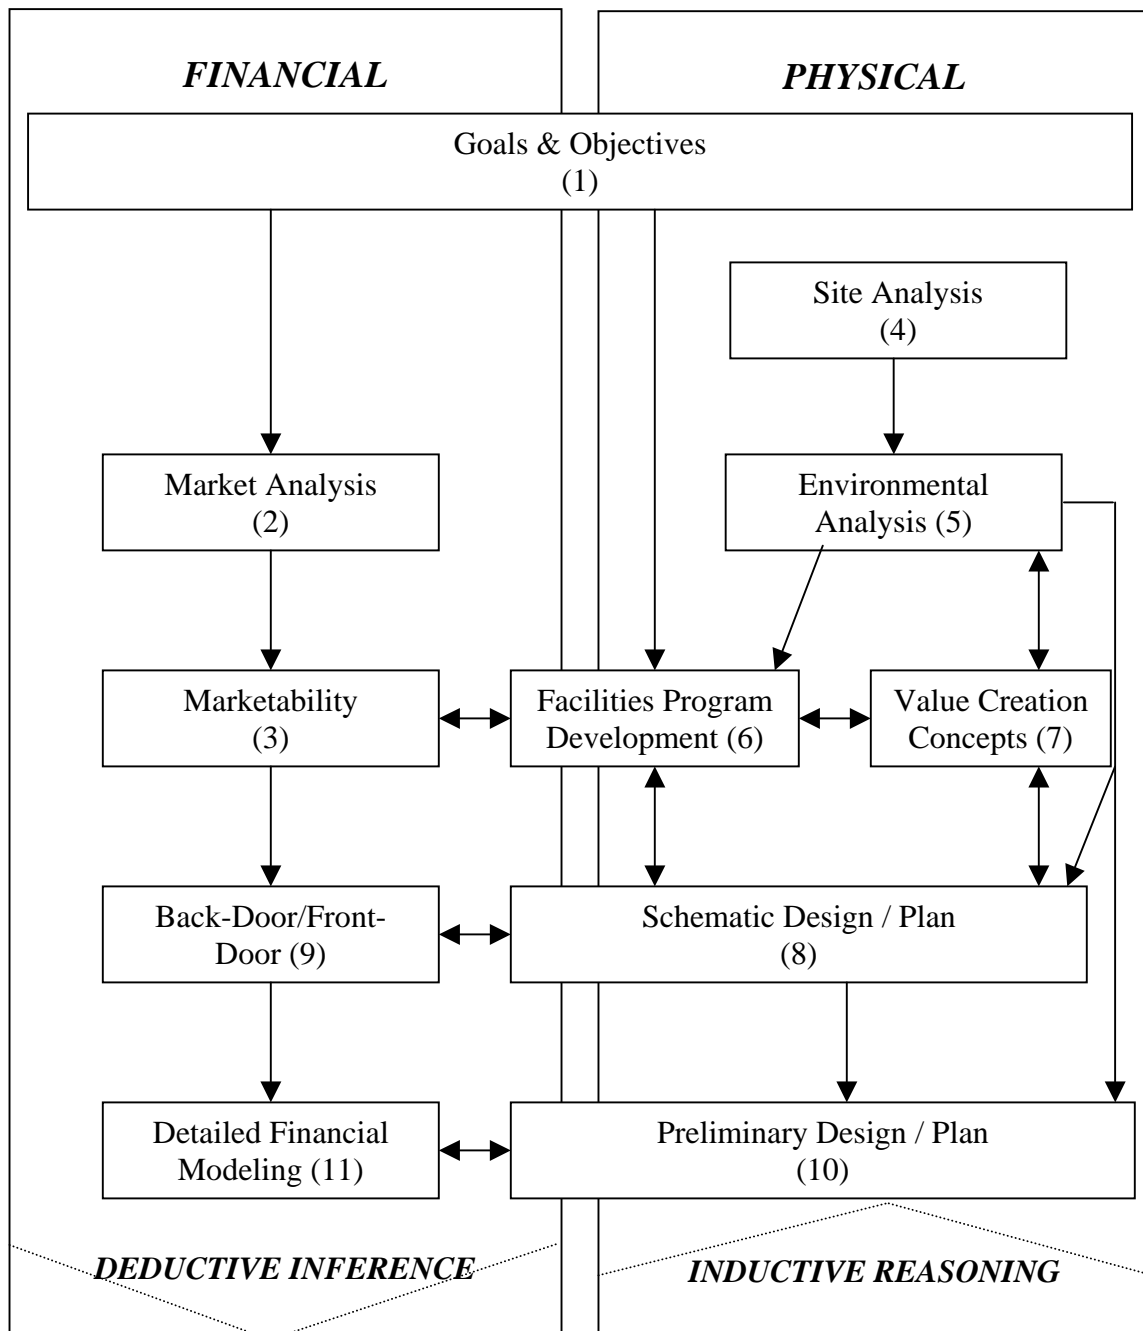 FINANCIAL
PHYSICAL
Goals & Objectives
(1)
Site Analysis
(4)
Market Analysis
(2)
Environmental
Analysis (5)
Marketability
(3)
Facilities Program
Development (6)
Value Creation
Concepts (7)
Back-Door/Front-
Door (9)
Schematic Design / Plan
(8)
Detailed Financial
Modeling (11)
Preliminary Design / Plan
(10)
DEDUCTIVE INFERENCE
INDUCTIVE REASONING